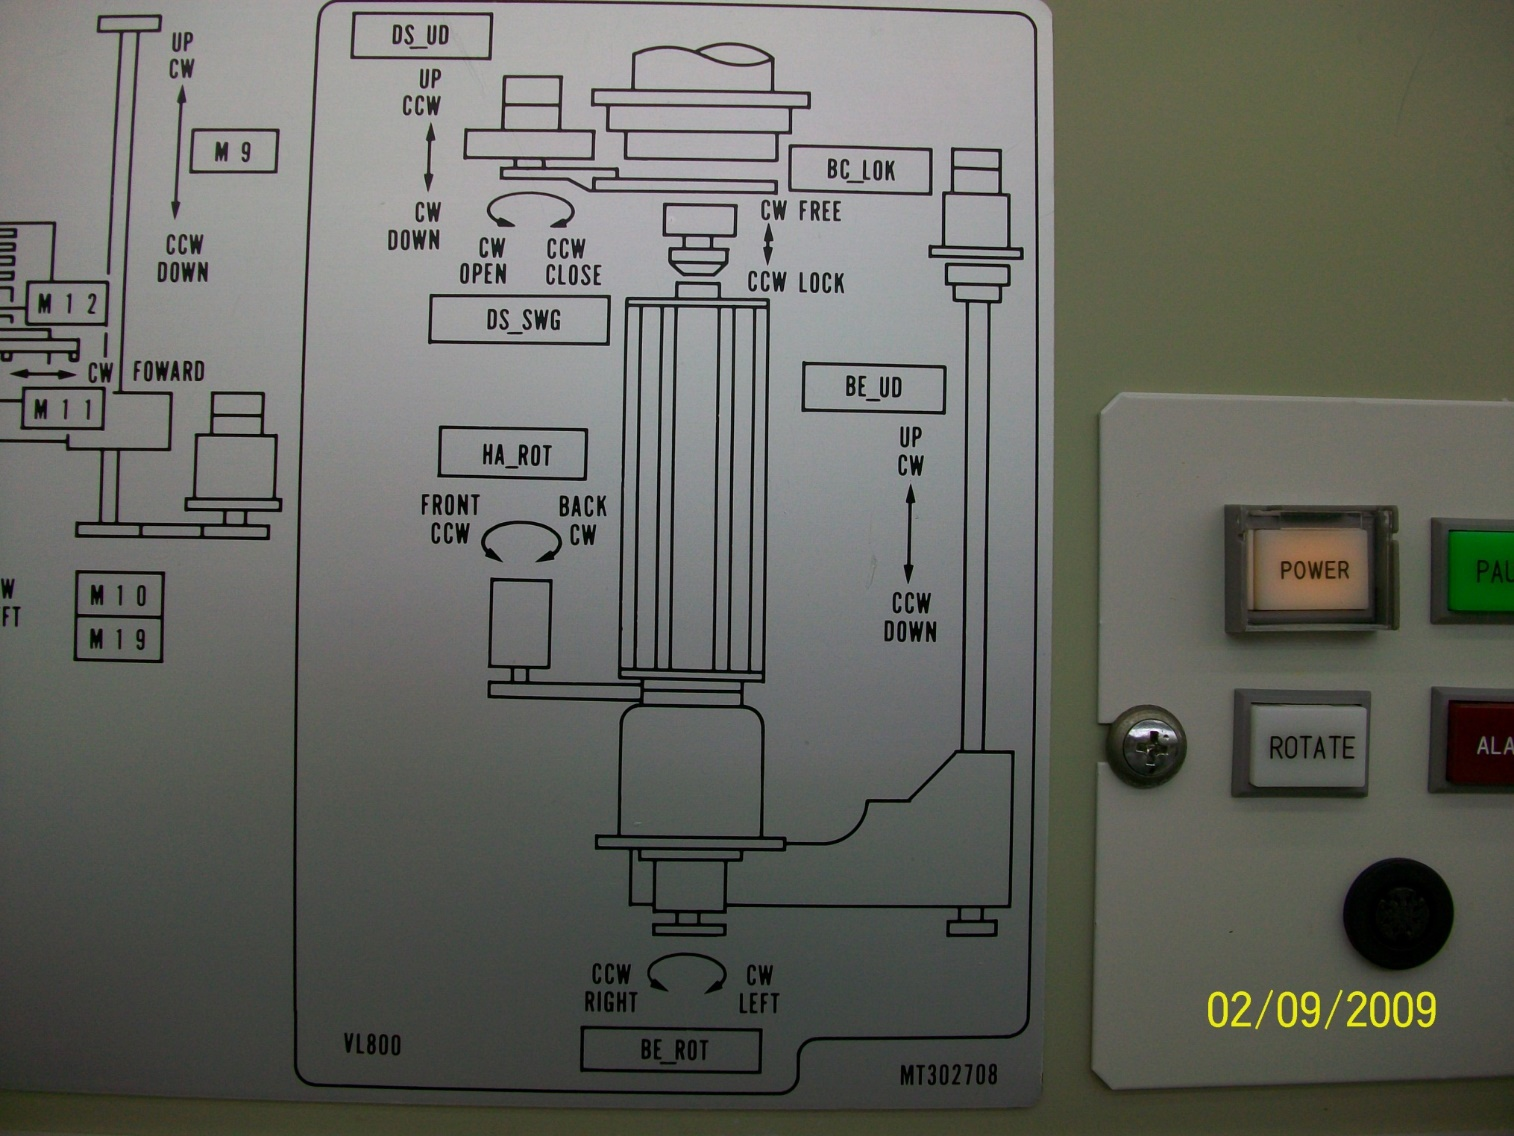 UP
CW
M 9
CCW
DOWN
M 1 2
CW FOWARD
M 1 1
M 1 0
M 1 9
W
FT
DS_UD
UP
CCW
CW
DOWN
CW
OPEN
CCW
CLOSE
DS_SWG
BC_LOK
CW FREE
CCW LOCK
BE_UD
UP
CW
CCW
DOWN
HA_ROT
FRONT
CCW
BACK
CW
CCW
RIGHT
CW
LEFT
BE_ROT
VL800
MT302708
POWER
PAU
ROTATE
ALA
02/09/2009